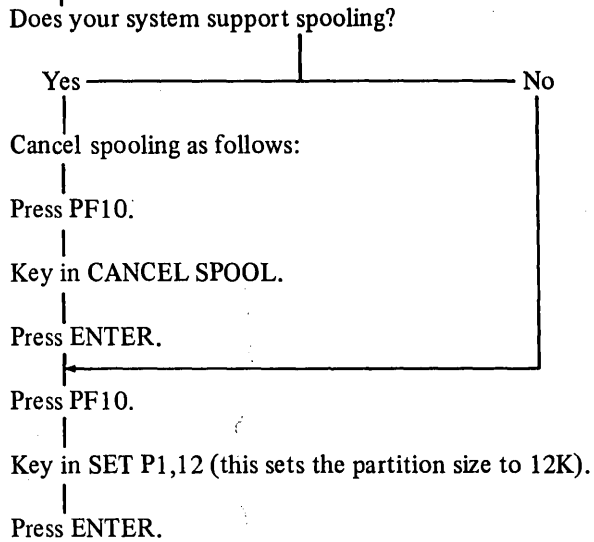 Does your system support spooling?
Yes
No
Cancel spooling as follows:
Press PF10.
Key in CANCEL SPOOL.
Press ENTER.
Press PF10.
Key in SET P1,12 (this sets the partition size to 12K).
Press ENTER.